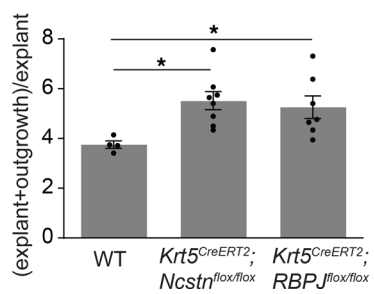 (explant+outgrowth)/explant
8
6
4
2
0
*
*
WT
Krt5CreERT2;
Ncstnflox/flox
Krt5CreERT2;
RBPJflox/flox